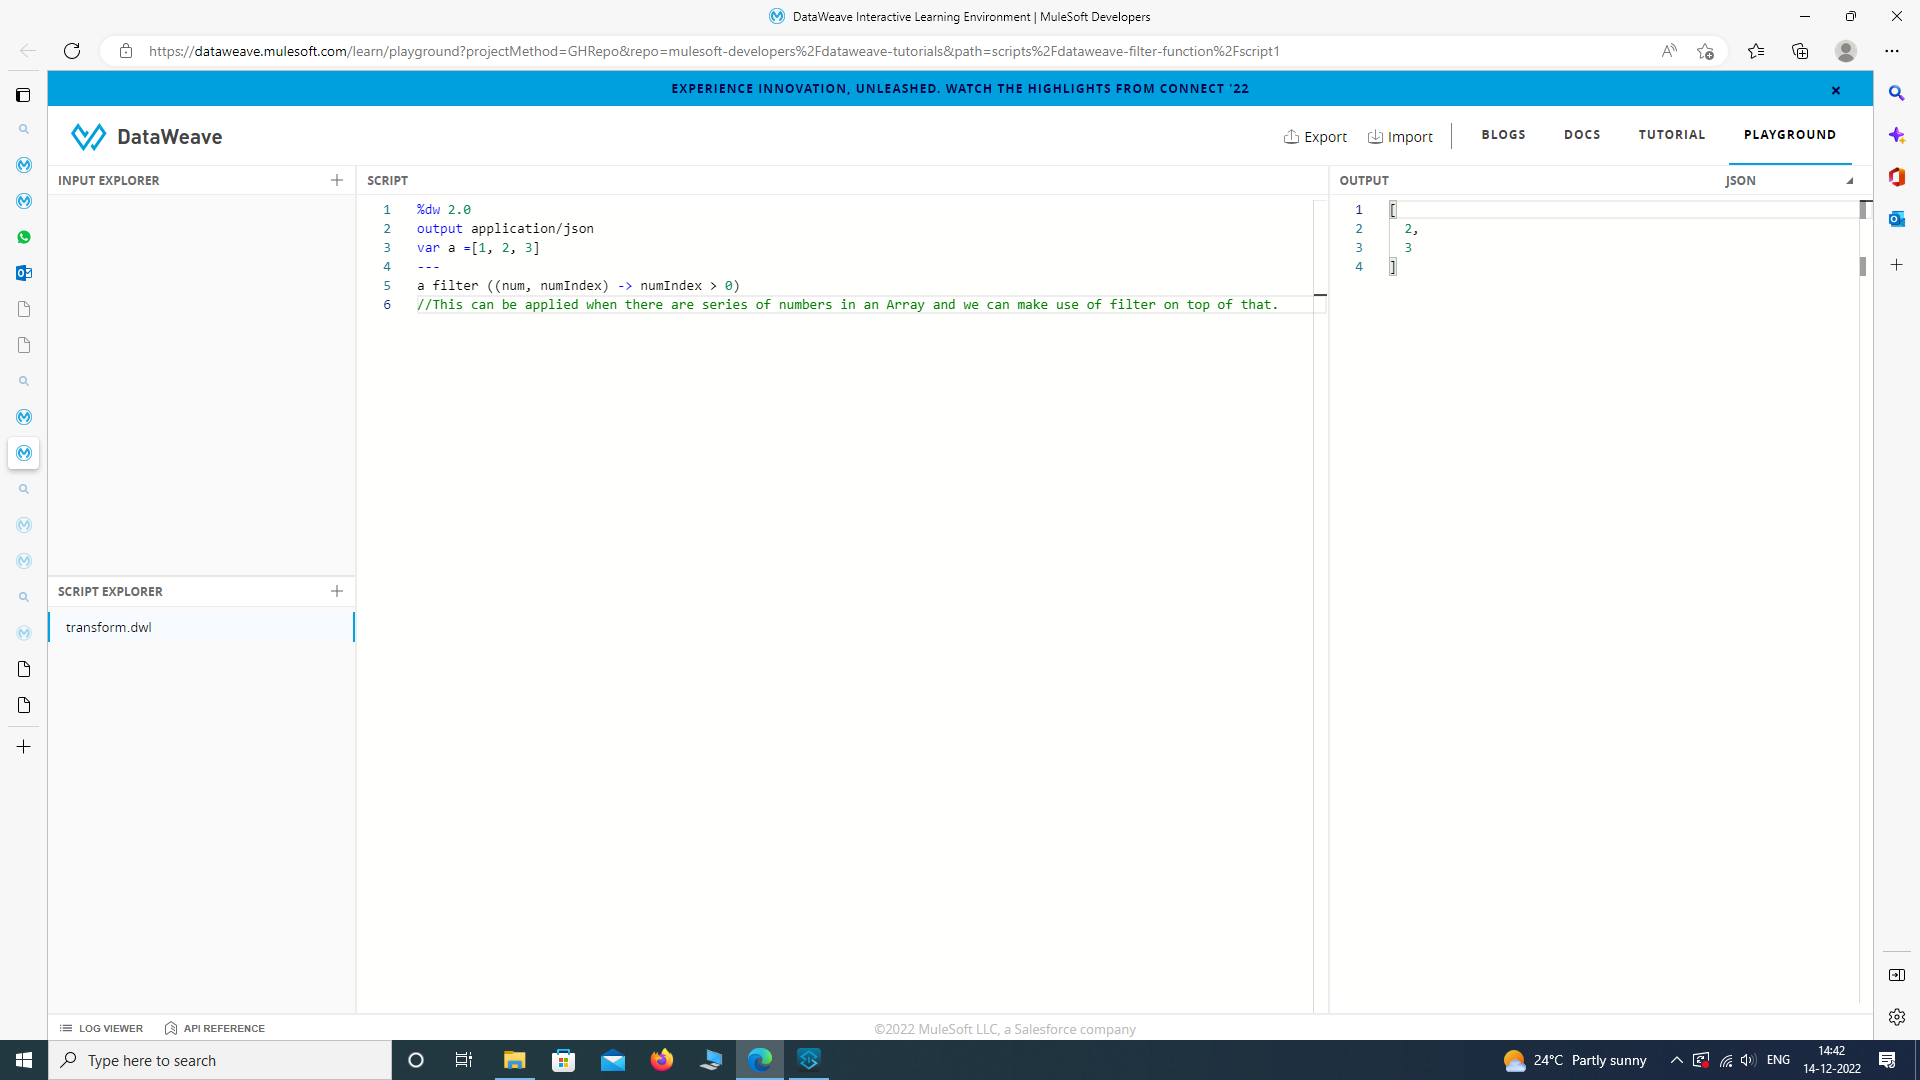 DataWeave Interactive Learning Environment | MuleSoft Developers
https://dataweave.mulesoft.com/learn/playground?projectMethod=GHRepo&repo=mulesoft-developers%2Fdataweave-tutorials&path=scripts%2Fdataweave-filter-function%2Fscript1
EXPERIENCE INNOVATION, UNLEASHED. WATCH THE HIGHLIGHTS FROM CONNECT '22
DataWeave
Export Import BLOGS DOCS TUTORIAL PLAYGROUND
INPUT EXPLORER
SCRIPT EXPLORER
transform.dwl
SCRIPT
1 %dw 2.0
2 output application/json
3 var a =[1, 2, 3]
4 ---
5 a filter ((num, numIndex) -> numIndex > 0)
6 //This can be applied when there are series of numbers in an Array and we can make use of filter on top of that.
OUTPUT JSON
1 [
2 2,
3 3
4 ]
LOG VIEWER API REFERENCE
©2022 MuleSoft LLC, a Salesforce company
Type here to search
24°C Partly sunny
ENG
14:42
14-12-2022